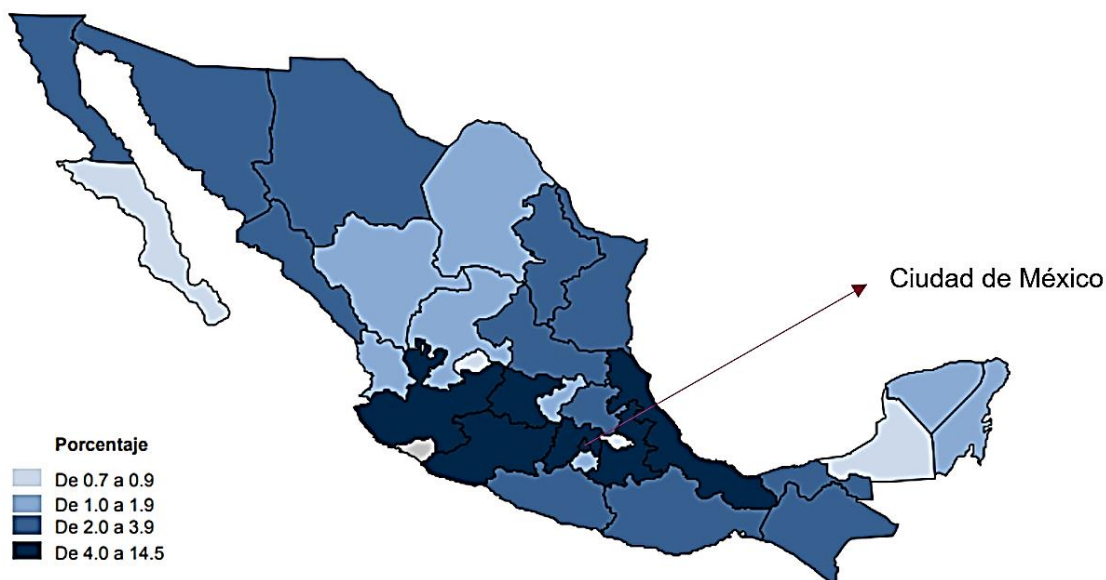 Ciudad de México
Porcentaje
De 0.7 a 0.9
De 1.0 a 1.9
De 2.0 a 3.9
De 4.0 a 14.5